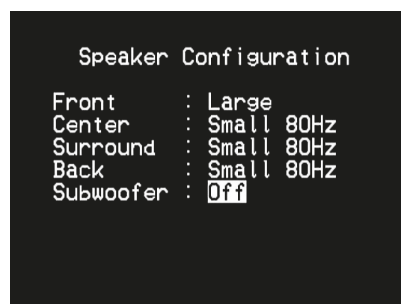 Speaker Configuration
Front : Large
Center : Small 80Hz
Surround : Small 80Hz
Back : Small 80Hz
Subwoofer : Off